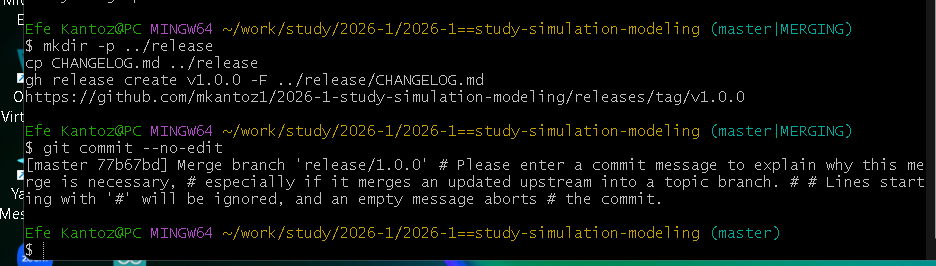 Efe Kantoz@PC MINGW64 ~/work/study/2026-1/2026-1==study-simulation-modeling (master|MERGING)
$ mkdir -p ../release
cp CHANGELOG.md ../release
gh release create v1.0.0 -F ../release/CHANGELOG.md
https://github.com/mkantoz1/2026-1-study-simulation-modeling/releases/tag/v1.0.0
Efe Kantoz@PC MINGW64 ~/work/study/2026-1/2026-1==study-simulation-modeling (master|MERGING)
$ git commit --no-edit
[master 77b67bd] Merge branch 'release/1.0.0' # Please enter a commit message to explain why this me
rge is necessary, # especially if it merges an updated upstream into a topic branch. # # Lines start
ing with '#' will be ignored, and an empty message aborts # the commit.
Efe Kantoz@PC MINGW64 ~/work/study/2026-1/2026-1==study-simulation-modeling (master)
$